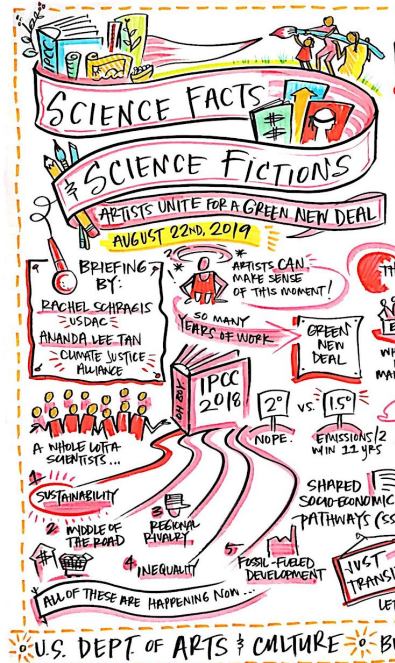 IPCC
SCIENCE FACTS
& SCIENCE FICTIONS
ARTISTS UNITE FOR A GREEN NEW DEAL
AUGUST 22ND, 2019
BRIEFING
BY:
RACHEL SCHRAGIS
USDAC
ANANDA LEE TAN
CLIMATE JUSTICE
ALLIANCE
ARTISTS CAN
MAKE SENSE
OF THIS MOMENT!
SO MANY
YEARS OF WORK
GREEN
NEW
DEAL
IPCC
2018
2° VS. 1.5°
NOPE.
EMISSIONS/2
W/IN 11 YRS
A WHOLE LOTTA
SCIENTISTS...
1 SUSTAINABILITY
2 MIDDLE OF
THE ROAD
3 REGIONAL
RIVALRY
4 INEQUALITY
5 FOSSIL-FUELED
DEVELOPMENT
ALL OF THESE ARE HAPPENING NOW...
SHARED
SOCIO-ECONOMIC
PATHWAYS (SS
JUST
TRANSI
LE
U.S. DEPT. OF ARTS & CULTURE